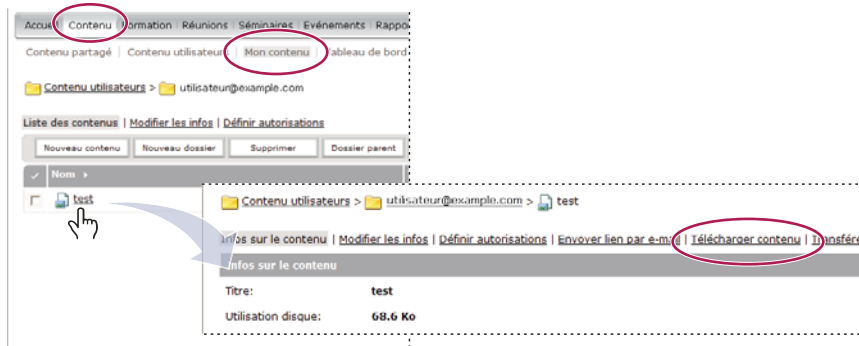 Accueil Contenu Formation Réunions Séminaires Evénements Rappo
Contenu partagé | Contenu utilisateurs | Mon contenu | Tableau de bord
Contenu utilisateurs > utilisateur@example.com
Liste des contenus | Modifier les infos | Définir autorisations
Nouveau contenu Nouveau dossier Supprimer Dossier parent
Nom
test
Contenu utilisateurs > utilisateur@example.com > test
Infos sur le contenu | Modifier les infos | Définir autorisations | Envoyer lien par e-mail | Télécharger contenu | Transfére
Infos sur le contenu
Titre: test
Utilisation disque: 68.6 Ko